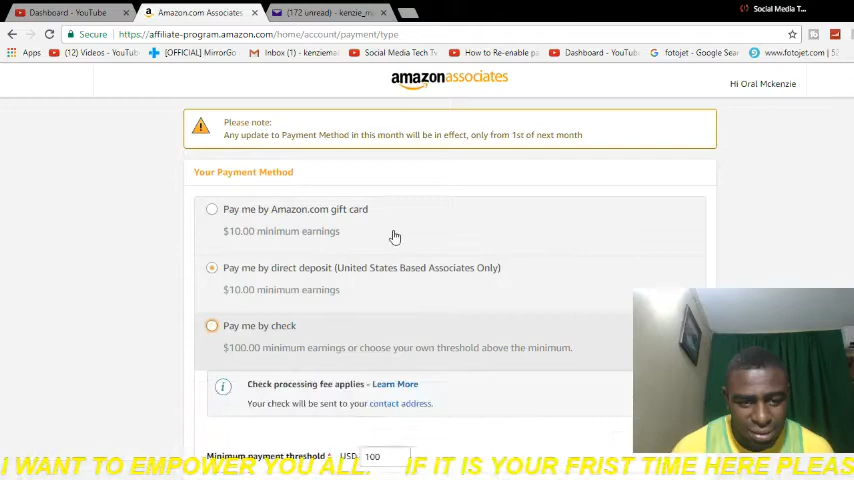 Dashboard - YouTube
Amazon.com Associates
(172 unread) - kenzie_m
Social Media T...
Secure
https://affiliate-program.amazon.com/home/account/payment/type
Apps
(12) Videos - YouTube
[OFFICIAL] MirrorGo
Inbox (1) - kenziemai
Social Media Tech Tv
How to Re-enable pa
Dashboard - YouTube
fotojet - Google Sear
www.fotojet.com
amazonassociates
Hi Oral Mckenzie
Please note:
Any update to Payment Method in this month will be in effect, only from 1st of next month
Your Payment Method
Pay me by Amazon.com gift card
$10.00 minimum earnings
Pay me by direct deposit (United States Based Associates Only)
$10.00 minimum earnings
Pay me by check
$100.00 minimum earnings or choose your own threshold above the minimum.
Check processing fee applies - Learn More
Your check will be sent to your contact address.
Minimum payment threshold * USD 100
I WANT TO EMPOWER YOU ALL. IF IT IS YOUR FRIST TIME HERE PLEAS